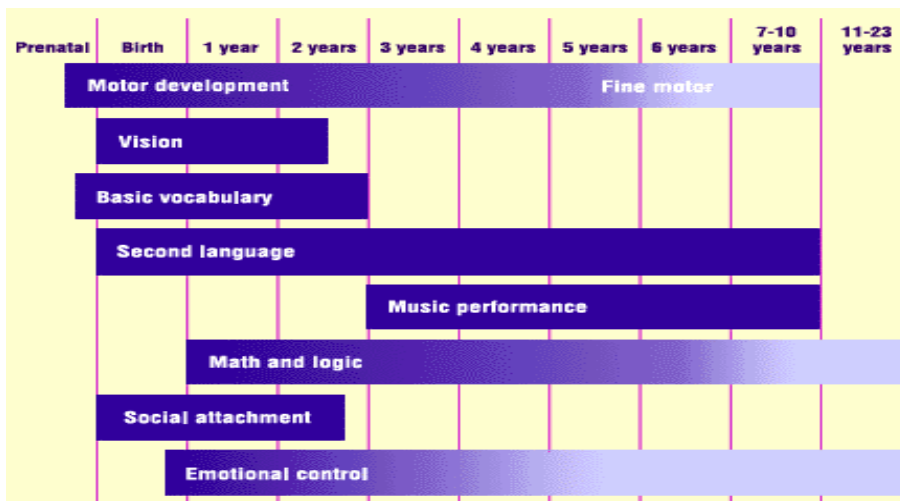 Prenatal Birth 1 year 2 years 3 years 4 years 5 years 6 years 7-10 years 11-23 years
Motor development Fine motor
Vision
Basic vocabulary
Second language
Music performance
Math and logic
Social attachment
Emotional control